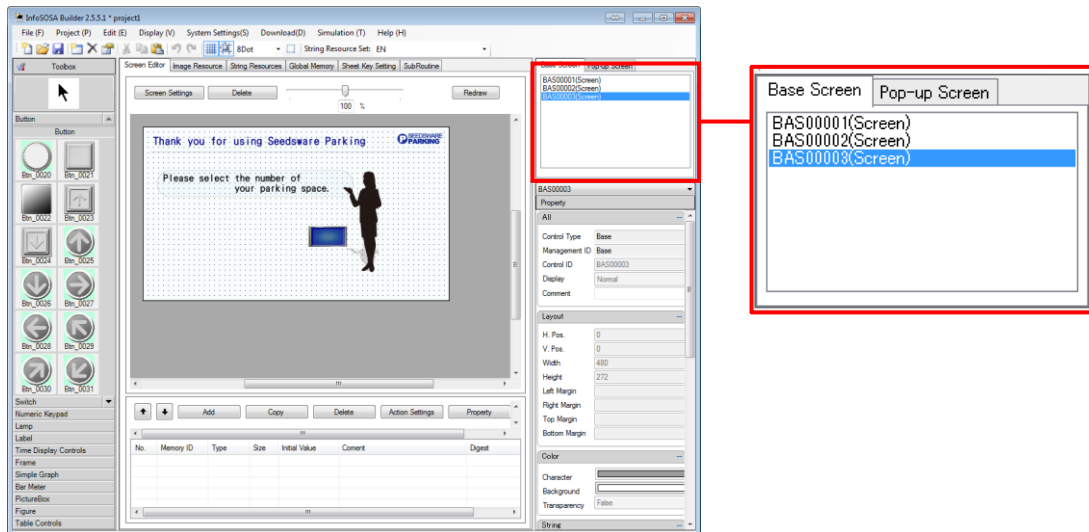 InfoSOSA Builder 2.5.5.1 * project1
File (F) Project (P) Edit (E) Display (V) System Settings(S) Download(D) Simulation (T) Help (H)
8Dot String Resource Set: EN
Toolbox
Button
Button
Btn_0020 Btn_0021
Btn_0022 Btn_0023
Btn_0024 Btn_0025
Btn_0026 Btn_0027
Btn_0028 Btn_0029
Btn_0030 Btn_0031
Switch
Numeric Keypad
Lamp
Label
Time Display Controls
Frame
Simple Graph
Bar Meter
PictureBox
Figure
Table Controls
Screen Editor Image Resource String Resources Global Memory Sheet Key Setting SubRoutine
Screen Settings Delete 100 % Redraw
Thank you for using Seedsware Parking
SEEDSWARE
PARKING
Please select the number of
your parking space.
Add Copy Delete Action Settings Property
No. Memory ID Type Size Initial Value Coment Digest
Base Screen Pop-up Screen
BAS00001(Screen)
BAS00002(Screen)
BAS00003(Screen)
BAS00003
Property
All
Control Type Base
Management ID Base
Control ID BAS00003
Display Normal
Comment
Layout
H. Pos. 0
V. Pos. 0
Width 480
Height 272
Left Margin
Right Margin
Top Margin
Bottom Margin
Color
Character
Background
Transparency False
String
Base Screen Pop-up Screen
BAS00001(Screen)
BAS00002(Screen)
BAS00003(Screen)